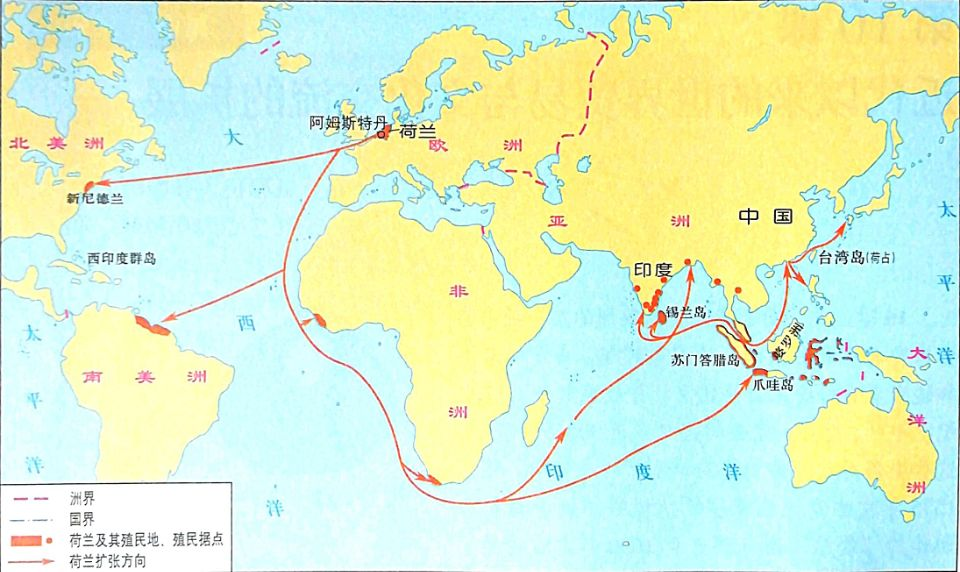 阿姆斯特丹
荷兰
北美洲
大
欧洲
新尼德兰
亚洲
中国
太
西印度群岛
印度
台湾岛(荷占)
平
非
锡兰岛
西
太
婆罗洲
苏门答腊岛
大
洋
南美洲
爪哇岛
平
洲
洋
洋
印度洋
洲
洋
洲界
国界
荷兰及其殖民地、殖民据点
荷兰扩张方向